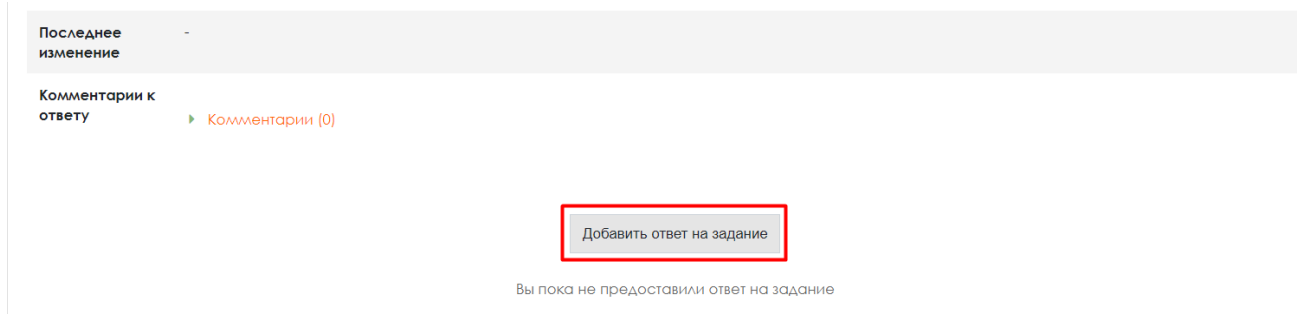 Последнее
изменение
-
Комментарии к
ответу
Комментарии (0)
Добавить ответ на задание
Вы пока не предоставили ответ на задание